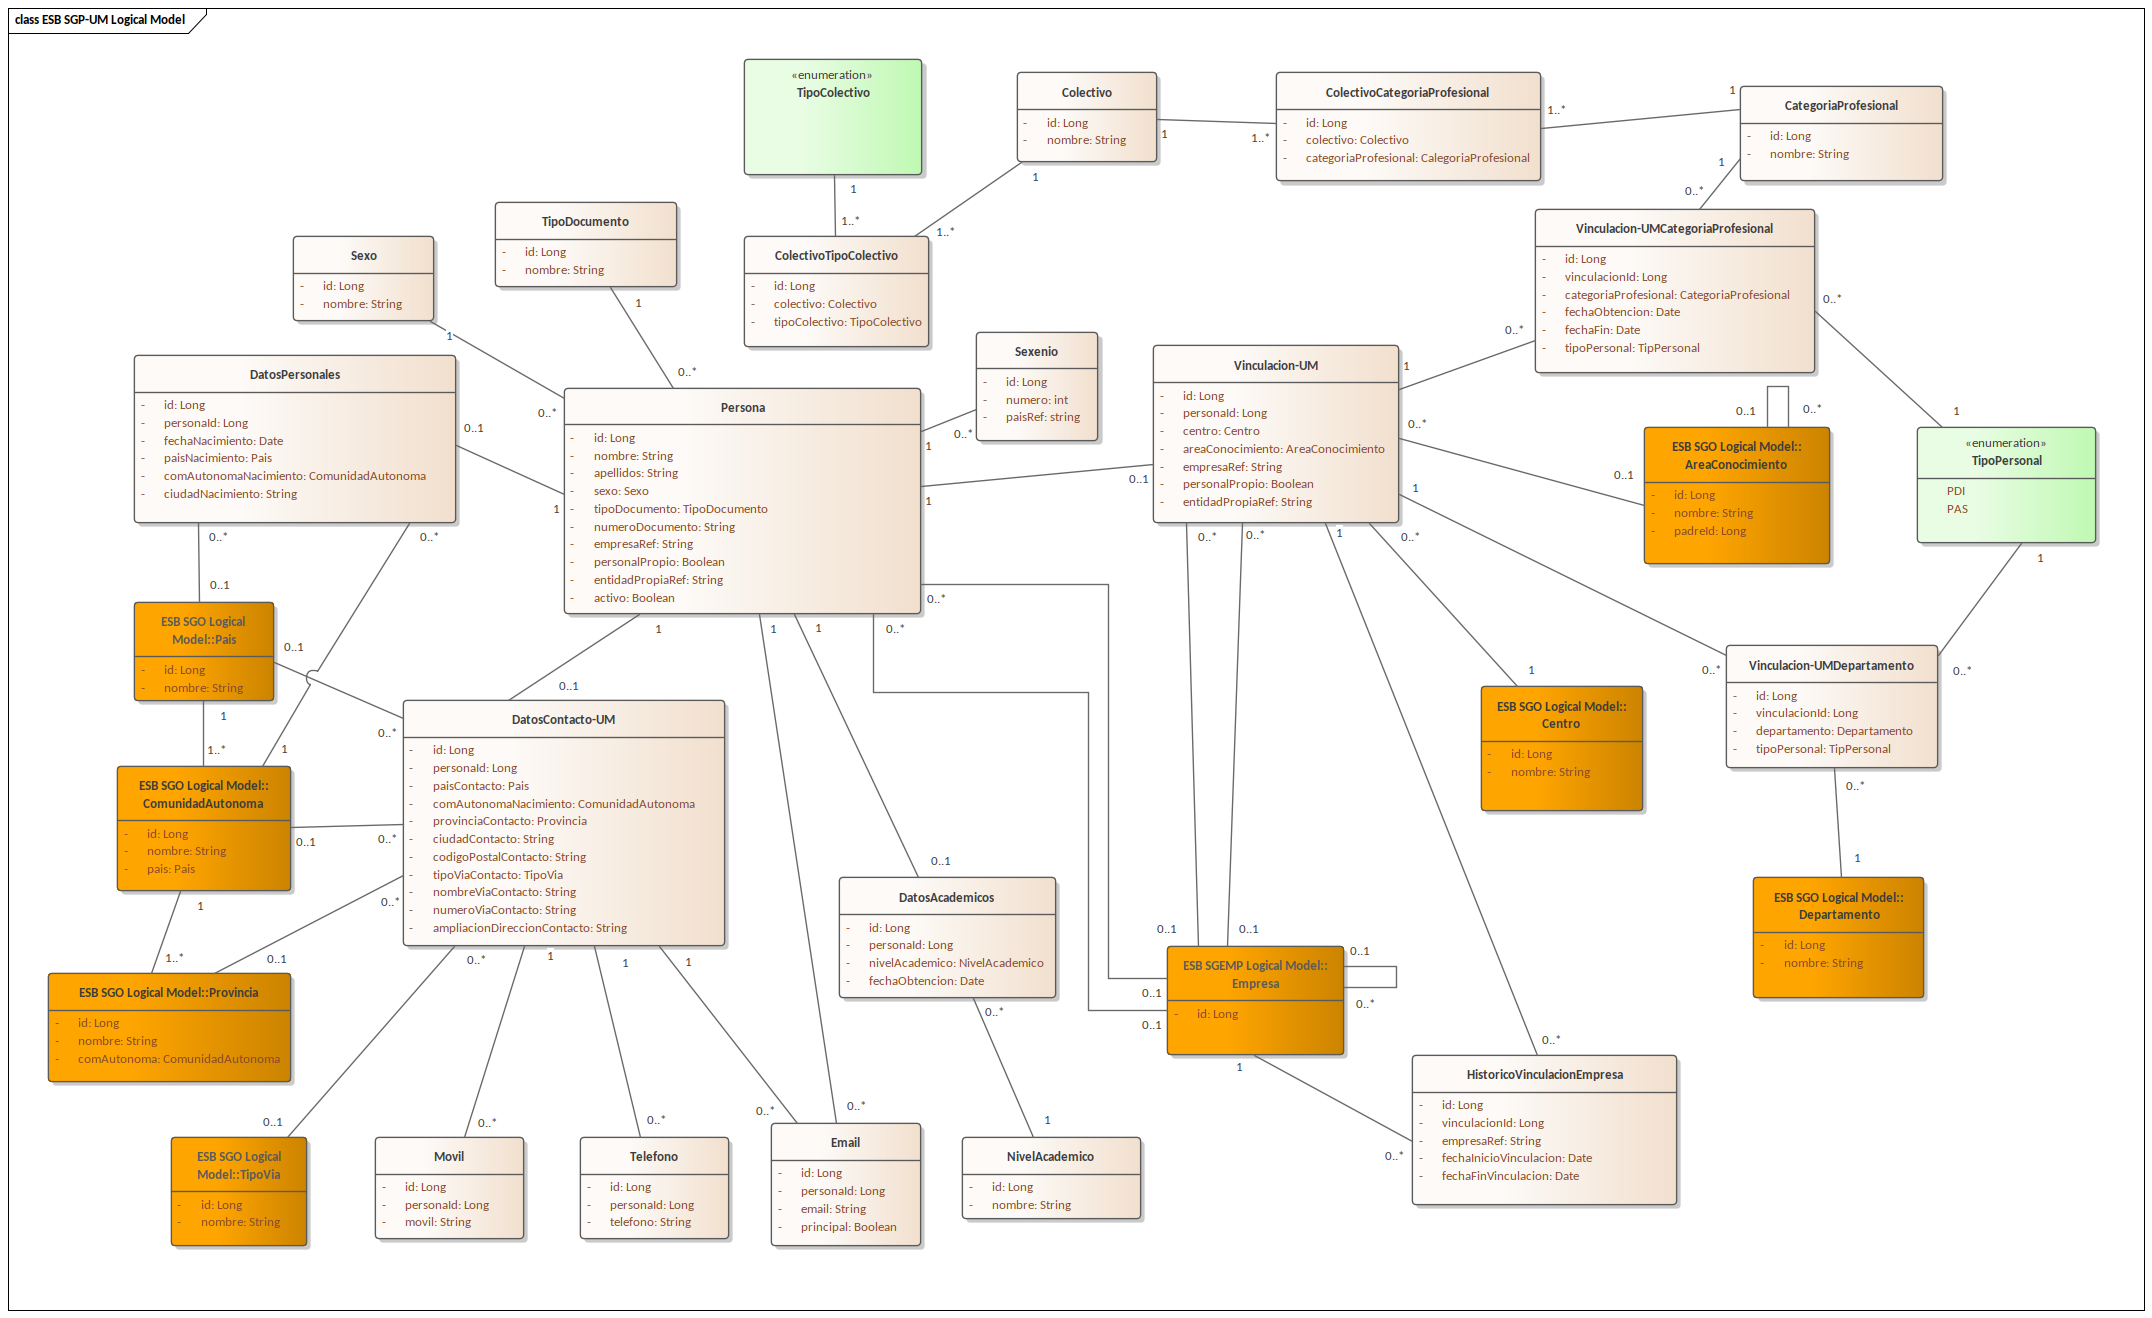 class ESB SGP-UM Logical Model
«enumeration»
TipoColectivo
1
1..*
Colectivo
- id: Long
- nombre: String
1
1..*
1
1..*
ColectivoCategoriaProfesional
- id: Long
- colectivo: Colectivo
- categoriaProfesional: CalegoriaProfesional
1..*
1
CategoriaProfesional
- id: Long
- nombre: String
1
0..*
TipoDocumento
- id: Long
- nombre: String
1
0..*
Sexo
- id: Long
- nombre: String
1
0..*
ColectivoTipoColectivo
- id: Long
- colectivo: Colectivo
- tipoColectivo: TipoColectivo
Vinculacion-UMCategoriaProfesional
- id: Long
- vinculacionId: Long
- categoriaProfesional: CategoriaProfesional
- fechaObtencion: Date
- fechaFin: Date
- tipoPersonal: TipPersonal
0..*
0..*
1
1
Sexenio
- id: Long
- numero: int
- paisRef: string
0..*
1
DatosPersonales
- id: Long
- personaId: Long
- fechaNacimiento: Date
- paisNacimiento: Pais
- comAutonomaNacimiento: ComunidadAutonoma
- ciudadNacimiento: String
0..1
1
0..*
0..1
0..*
1
Persona
- id: Long
- nombre: String
- apellidos: String
- sexo: Sexo
- tipoDocumento: TipoDocumento
- numeroDocumento: String
- empresaRef: String
- personalPropio: Boolean
- entidadPropiaRef: String
- activo: Boolean
1
0..1
0..*
0..*
1
1
1
0..1
Vinculacion-UM
- id: Long
- personaId: Long
- centro: Centro
- areaConocimiento: AreaConocimiento
- empresaRef: String
- personalPropio: Boolean
- entidadPropiaRef: String
0..*
0..1
1
0..*
0..*
0..*
1
0..*
0..1
0..*
ESB SGO Logical Model::
AreaConocimiento
- id: Long
- nombre: String
- padreId: Long
«enumeration»
TipoPersonal
PDI
PAS
1
0..*
ESB SGO Logical
Model::Pais
- id: Long
- nombre: String
0..1
0..*
1
1..*
Vinculacion-UMDepartamento
- id: Long
- vinculacionId: Long
- departamento: Departamento
- tipoPersonal: TipPersonal
0..*
1
1
ESB SGO Logical Model::
Centro
- id: Long
- nombre: String
DatosContacto-UM
- id: Long
- personaId: Long
- paisContacto: Pais
- comAutonomaNacimiento: ComunidadAutonoma
- provinciaContacto: Provincia
- ciudadContacto: String
- codigoPostalContacto: String
- tipoViaContacto: TipoVia
- nombreViaContacto: String
- numeroViaContacto: String
- ampliacionDireccionContacto: String
ESB SGO Logical Model::
ComunidadAutonoma
- id: Long
- nombre: String
- pais: Pais
0..1
0..*
1
1..*
0..*
0..1
0..*
1
1
1
0..1
DatosAcademicos
- id: Long
- personaId: Long
- nivelAcademico: NivelAcademico
- fechaObtencion: Date
0..*
1
ESB SGO Logical Model::
Departamento
- id: Long
- nombre: String
0..1
0..1
0..1
0..1
0..1
0..*
1
ESB SGEMP Logical Model::
Empresa
- id: Long
ESB SGO Logical Model::Provincia
- id: Long
- nombre: String
- comAutonoma: ComunidadAutonoma
0..*
0..*
HistoricoVinculacionEmpresa
- id: Long
- vinculacionId: Long
- empresaRef: String
- fechaInicioVinculacion: Date
- fechaFinVinculacion: Date
0..1
ESB SGO Logical
Model::TipoVia
- id: Long
- nombre: String
0..*
Movil
- id: Long
- personaId: Long
- movil: String
0..*
Telefono
- id: Long
- personaId: Long
- telefono: String
0..*
0..*
Email
- id: Long
- personaId: Long
- email: String
- principal: Boolean
NivelAcademico
- id: Long
- nombre: String